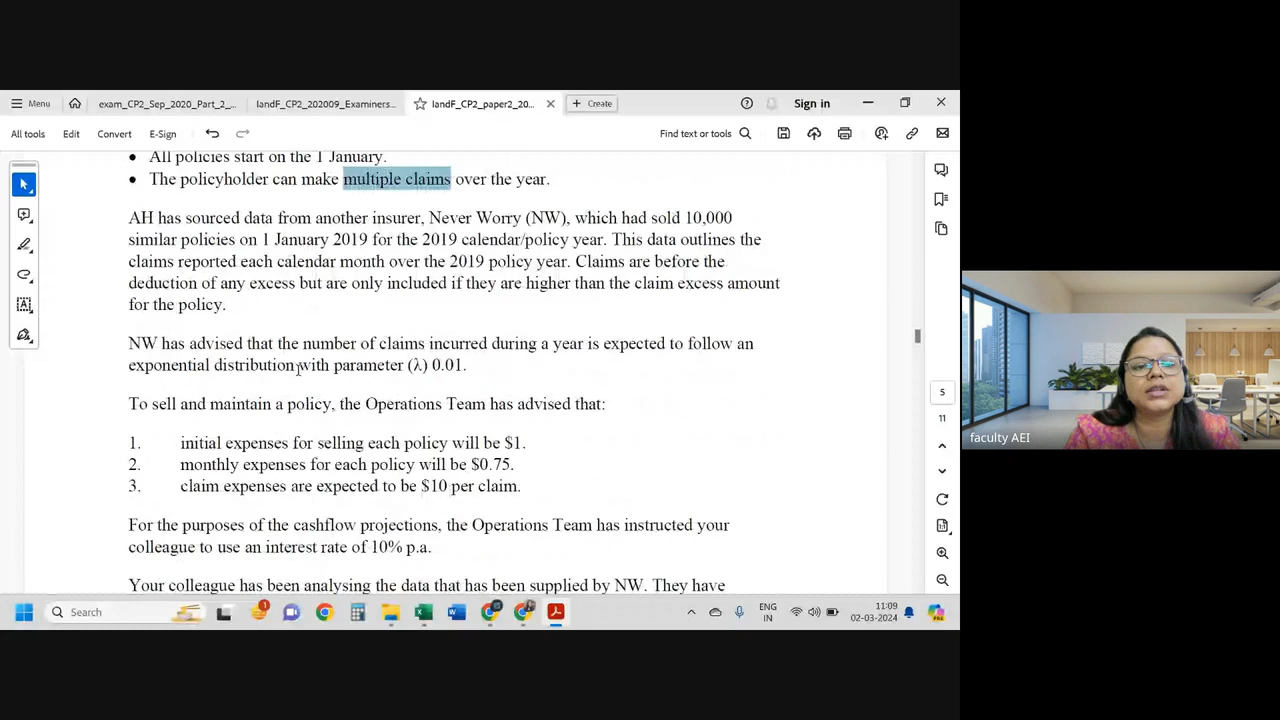 Menu
exam_CP2_Sep_2020_Part_2_...
landF_CP2_202009_Examiners...
landF_CP2_paper2_20...
Create
Sign in
All tools
Edit
Convert
E-Sign
Find text or tools
• All policies start on the 1 January.
• The policyholder can make multiple claims over the year.
AH has sourced data from another insurer, Never Worry (NW), which had sold 10,000
similar policies on 1 January 2019 for the 2019 calendar/policy year. This data outlines the
claims reported each calendar month over the 2019 policy year. Claims are before the
deduction of any excess but are only included if they are higher than the claim excess amount
for the policy.
NW has advised that the number of claims incurred during a year is expected to follow an
exponential distribution with parameter (λ) 0.01.
To sell and maintain a policy, the Operations Team has advised that:
1. initial expenses for selling each policy will be $1.
2. monthly expenses for each policy will be $0.75.
3. claim expenses are expected to be $10 per claim.
For the purposes of the cashflow projections, the Operations Team has instructed your
colleague to use an interest rate of 10% p.a.
Your colleague has been analysing the data that has been supplied by NW. They have
5
11
faculty AEI
Search
1
ENG
IN
11:09
02-03-2024